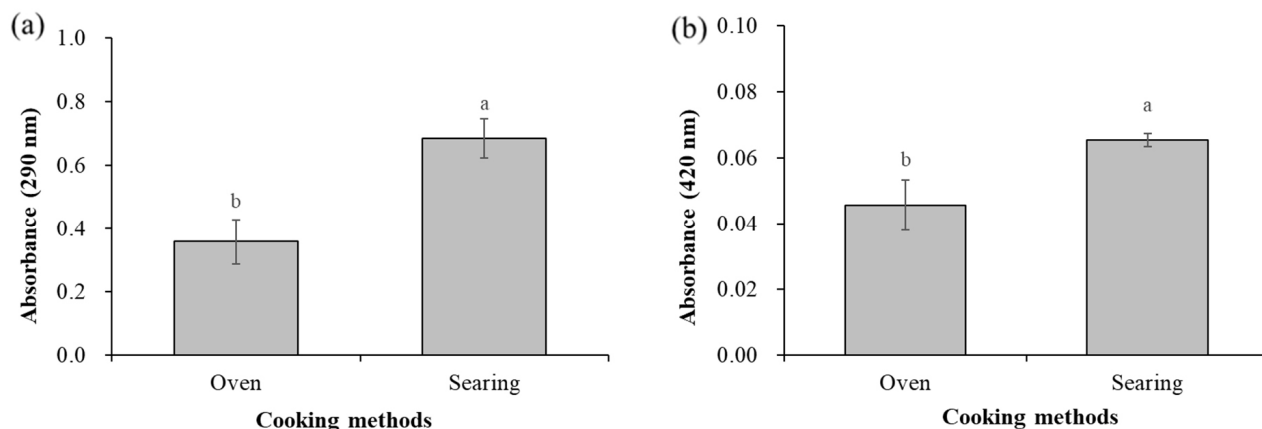 (a)
Absorbance (290 nm)
1.0
0.8
0.6
0.4
0.2
0.0
b
a
Oven
Searing
Cooking methods
(b)
Absorbance (420 nm)
0.10
0.08
0.06
0.04
0.02
0.00
b
a
Oven
Searing
Cooking methods